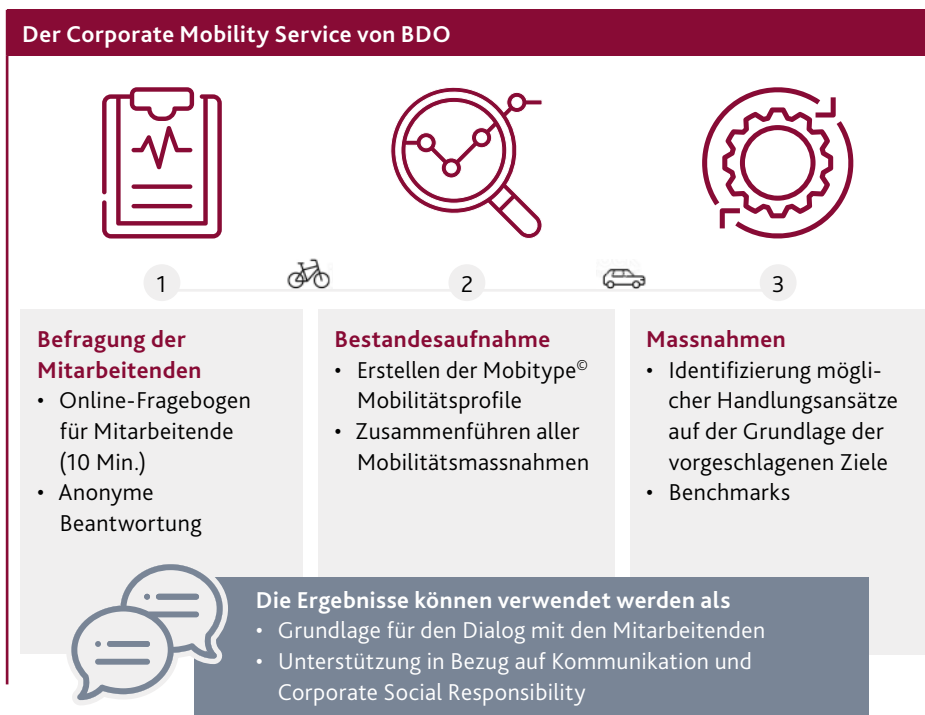 Der Corporate Mobility Service von BDO
1
2
3
Befragung der
Mitarbeitenden
• Online-Fragebogen
für Mitarbeitende
(10 Min.)
• Anonyme
Beantwortung
Bestandesaufnahme
• Erstellen der Mobitype©
Mobilitätsprofile
• Zusammenführen aller
Mobilitätsmassnahmen
Massnahmen
• Identifizierung mögli-
cher Handlungsansätze
auf der Grundlage der
vorgeschlagenen Ziele
• Benchmarks
Die Ergebnisse können verwendet werden als
• Grundlage für den Dialog mit den Mitarbeitenden
• Unterstützung in Bezug auf Kommunikation und
Corporate Social Responsibility